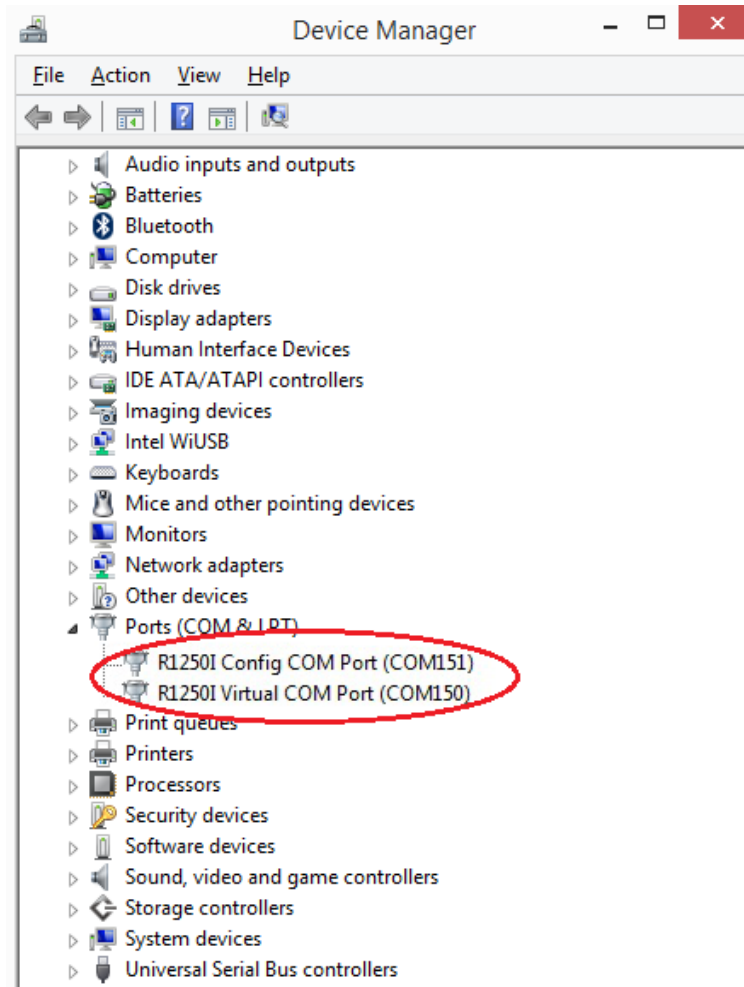 Device Manager
File Action View Help
Audio inputs and outputs
Batteries
Bluetooth
Computer
Disk drives
Display adapters
Human Interface Devices
IDE ATA/ATAPI controllers
Imaging devices
Intel WiUSB
Keyboards
Mice and other pointing devices
Monitors
Network adapters
Other devices
Ports (COM & LPT)
R1250I Config COM Port (COM151)
R1250I Virtual COM Port (COM150)
Print queues
Printers
Processors
Security devices
Software devices
Sound, video and game controllers
Storage controllers
System devices
Universal Serial Bus controllers